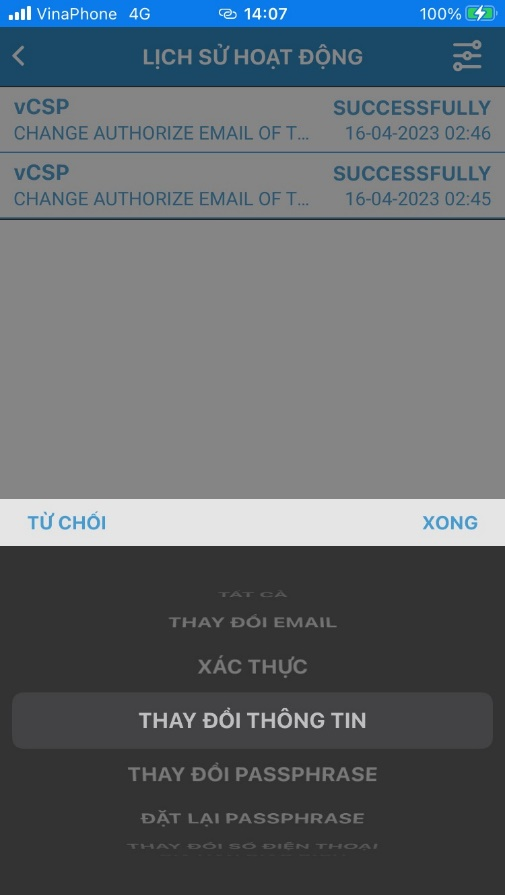 VinaPhone 4G 14:07 100%
LỊCH SỬ HOẠT ĐỘNG
vCSP SUCCESSFULLY
CHANGE AUTHORIZE EMAIL OF T... 16-04-2023 02:46
vCSP SUCCESSFULLY
CHANGE AUTHORIZE EMAIL OF T... 16-04-2023 02:45
TỪ CHỐI XONG
TẤT CẢ
THAY ĐỔI EMAIL
XÁC THỰC
THAY ĐỔI THÔNG TIN
THAY ĐỔI PASSPHRASE
ĐẶT LẠI PASSPHRASE
THAY ĐỔI SỐ ĐIỆN THOẠI